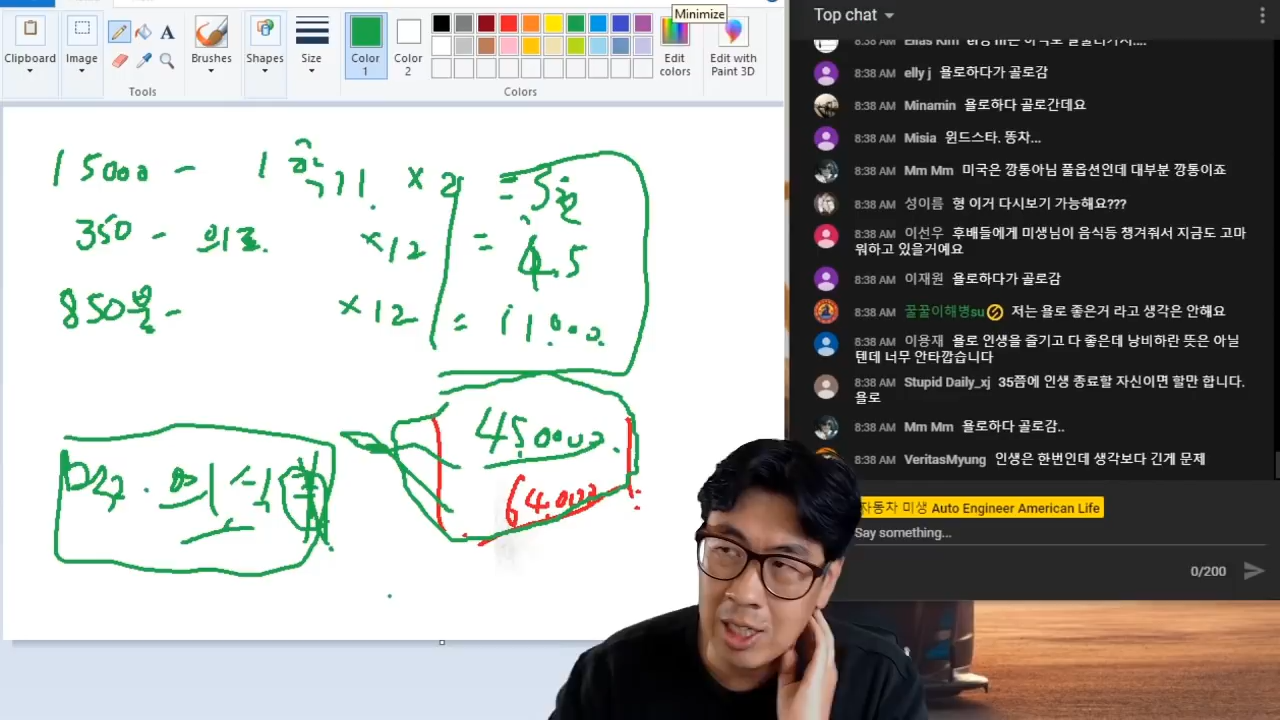 Minimize
Clipboard
Image
Brushes
Shapes
Size
Color 1
Color 2
Edit colors
Edit with Paint 3D
Tools
Colors
15000 -
× 2 =
350 - 의료. ×12 = 4.5
850불 - ×12 = 11.000.
45.000
64.000
Top chat
8:38 AM Elias Kim
8:38 AM elly j 욜로하다가 골로감
8:38 AM Minamin 욜로하다 골로간데요
8:38 AM Misia 윈드스타. 똥차...
8:38 AM Mm Mm 미국은 깡통아님 풀옵션인데 대부분 깡통이죠
8:38 AM 성이름 형 이거 다시보기 가능해요???
8:38 AM 이선우 후배들에게 미생님이 음식등 챙겨줘서 지금도 고마
워하고 있을거예요
8:38 AM 이재원 욜로하다가 골로감
8:38 AM 꿀꿀이해병su 저는 욜로 좋은거 라고 생각은 안해요
8:38 AM 이용재 욜로 인생을 즐기고 다 좋은데 낭비하란 뜻은 아닐
텐데 너무 안타깝습니다
8:38 AM Stupid Daily_xj 35쯤에 인생 종료할 자신이면 할만 합니다.
욜로
8:38 AM Mm Mm 욜로하다 골로감..
8:38 AM VeritasMyung 인생은 한번인데 생각보다 긴게 문제
자동차 미생 Auto Engineer American Life
Say something...
0/200